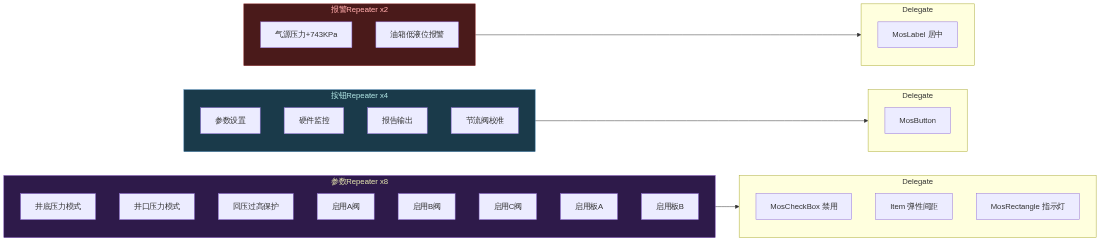 报警Repeater x2
气源压力+743KPa
油箱低液位报警
Delegate
MosLabel 居中
按钮Repeater x4
参数设置
硬件监控
报告输出
节流阀校准
Delegate
MosButton
参数Repeater x8
井底压力模式
井口压力模式
回压过高保护
启用A阀
启用B阀
启用C阀
启用板A
启用板B
Delegate
MosCheckBox 禁用
Item 弹性间距
MosRectangle 指示灯